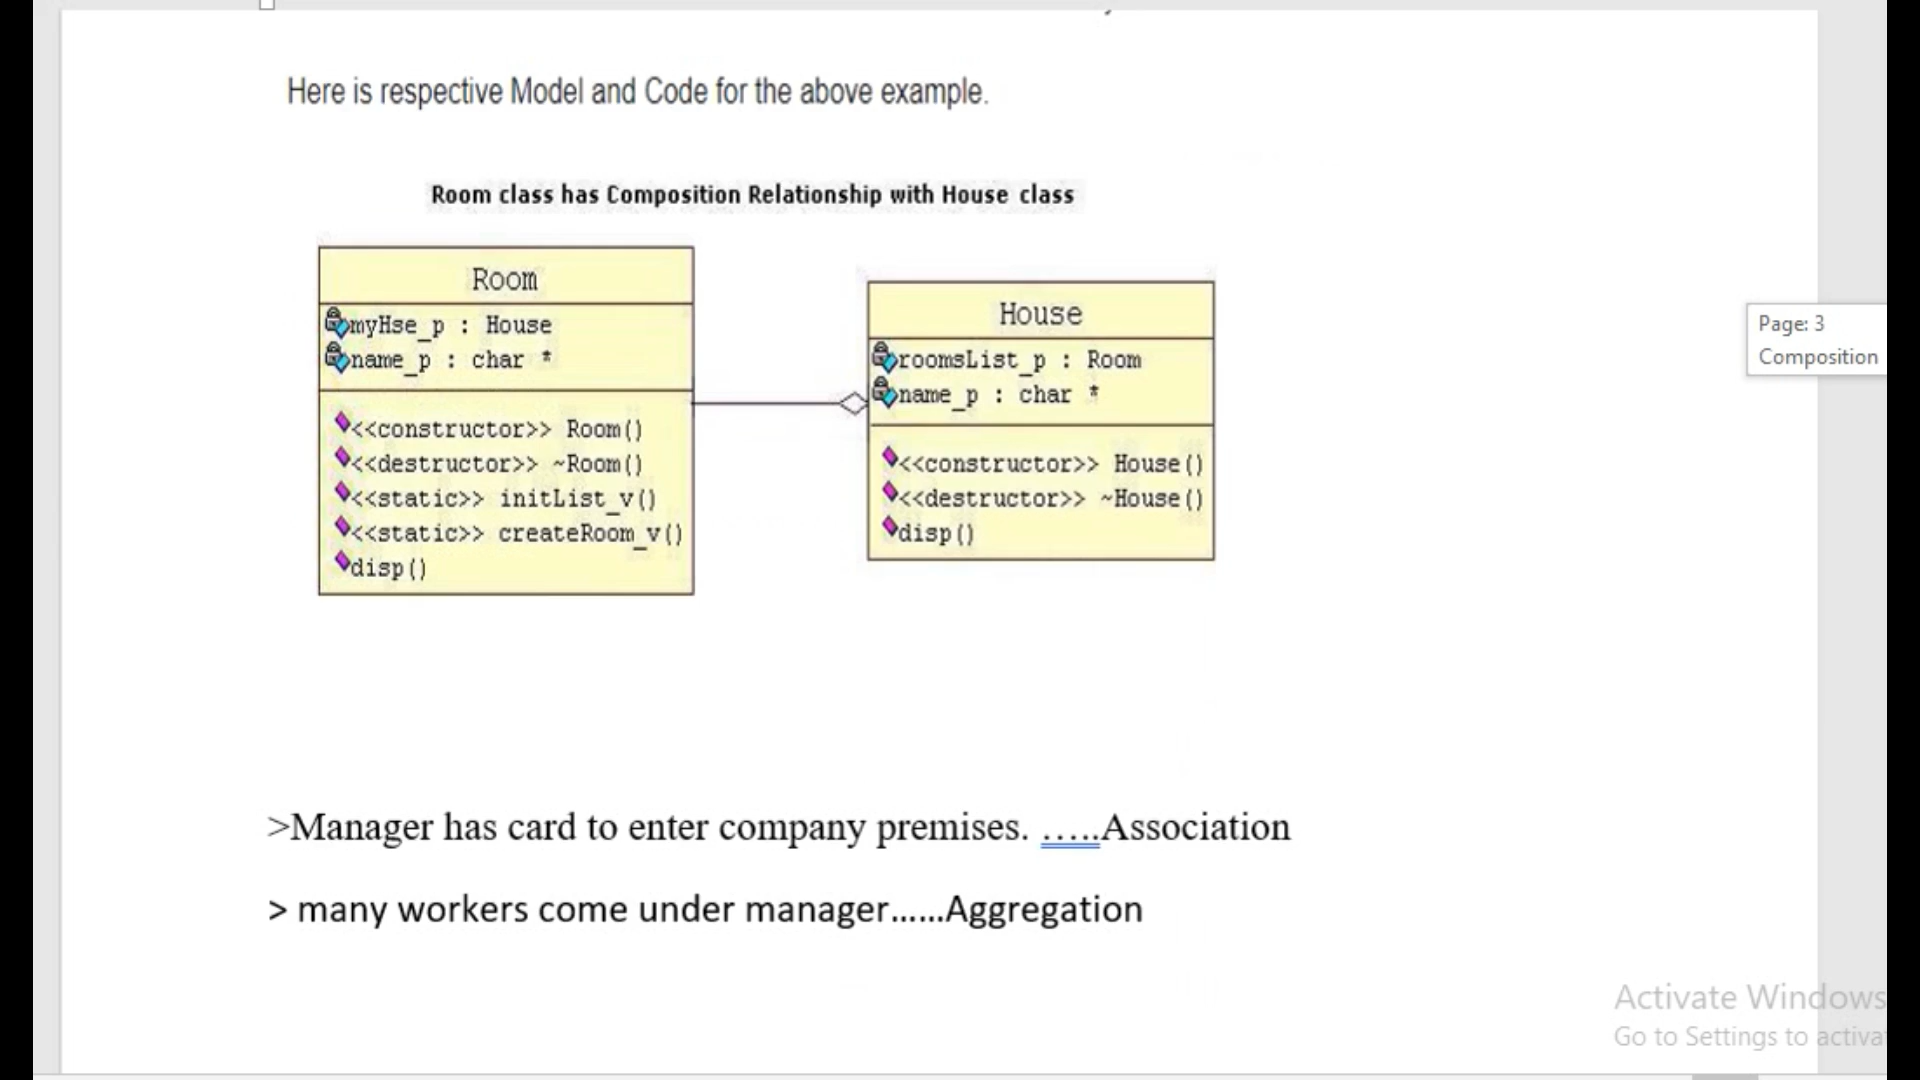 Here is respective Model and Code for the above example.
Room class has Composition Relationship with House class
Room
myHse_p : House
name_p : char *
<<constructor>> Room()
<<destructor>> ~Room()
<<static>> initList_v()
<<static>> createRoom_v()
disp()
House
roomsList_p : Room
name_p : char *
<<constructor>> House()
<<destructor>> ~House()
disp()
Page: 3
Composition
>Manager has card to enter company premises. …..Association
> many workers come under manager……Aggregation
Activate Windows
Go to Settings to activa